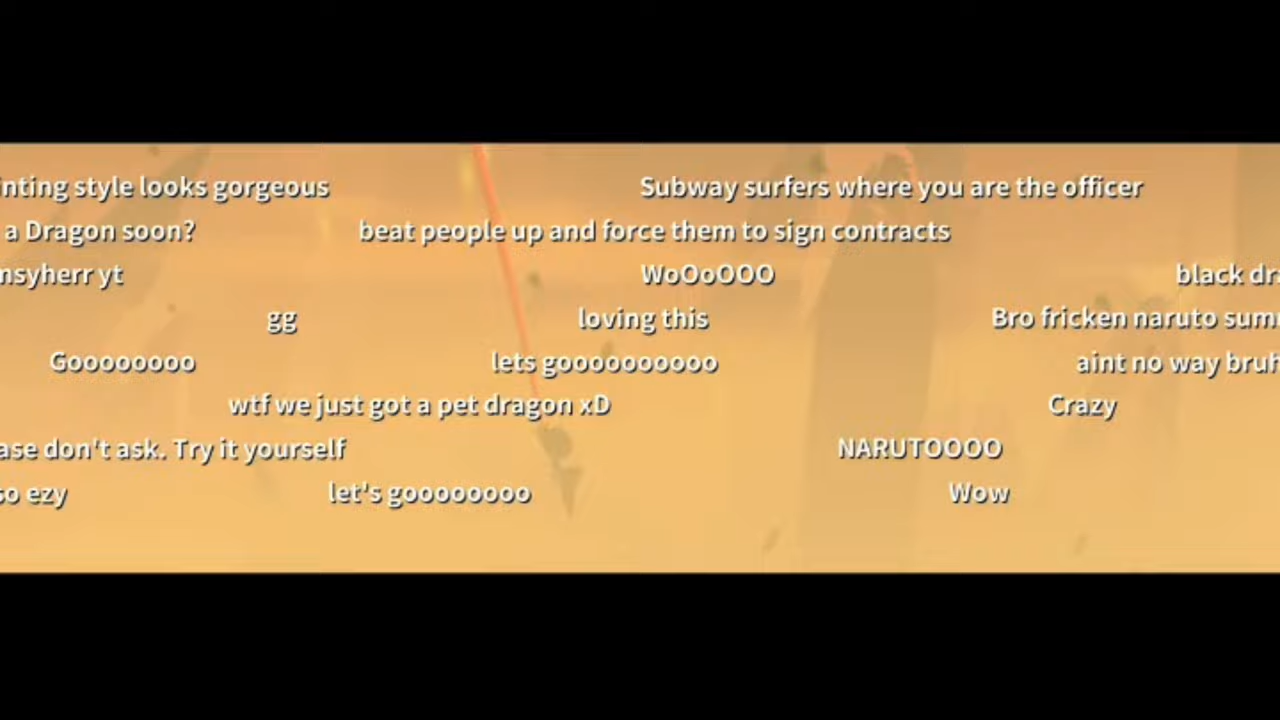 inting style looks gorgeous Subway surfers where you are the officer
a Dragon soon? beat people up and force them to sign contracts
nsyherr yt WoOoOOO black dra
gg loving this Bro fricken naruto sum
Goooooooo lets goooooooooo aint no way bruh
wtf we just got a pet dragon xD Crazy
ase don't ask. Try it yourself NARUTOOOO
so ezy let's goooooooo Wow